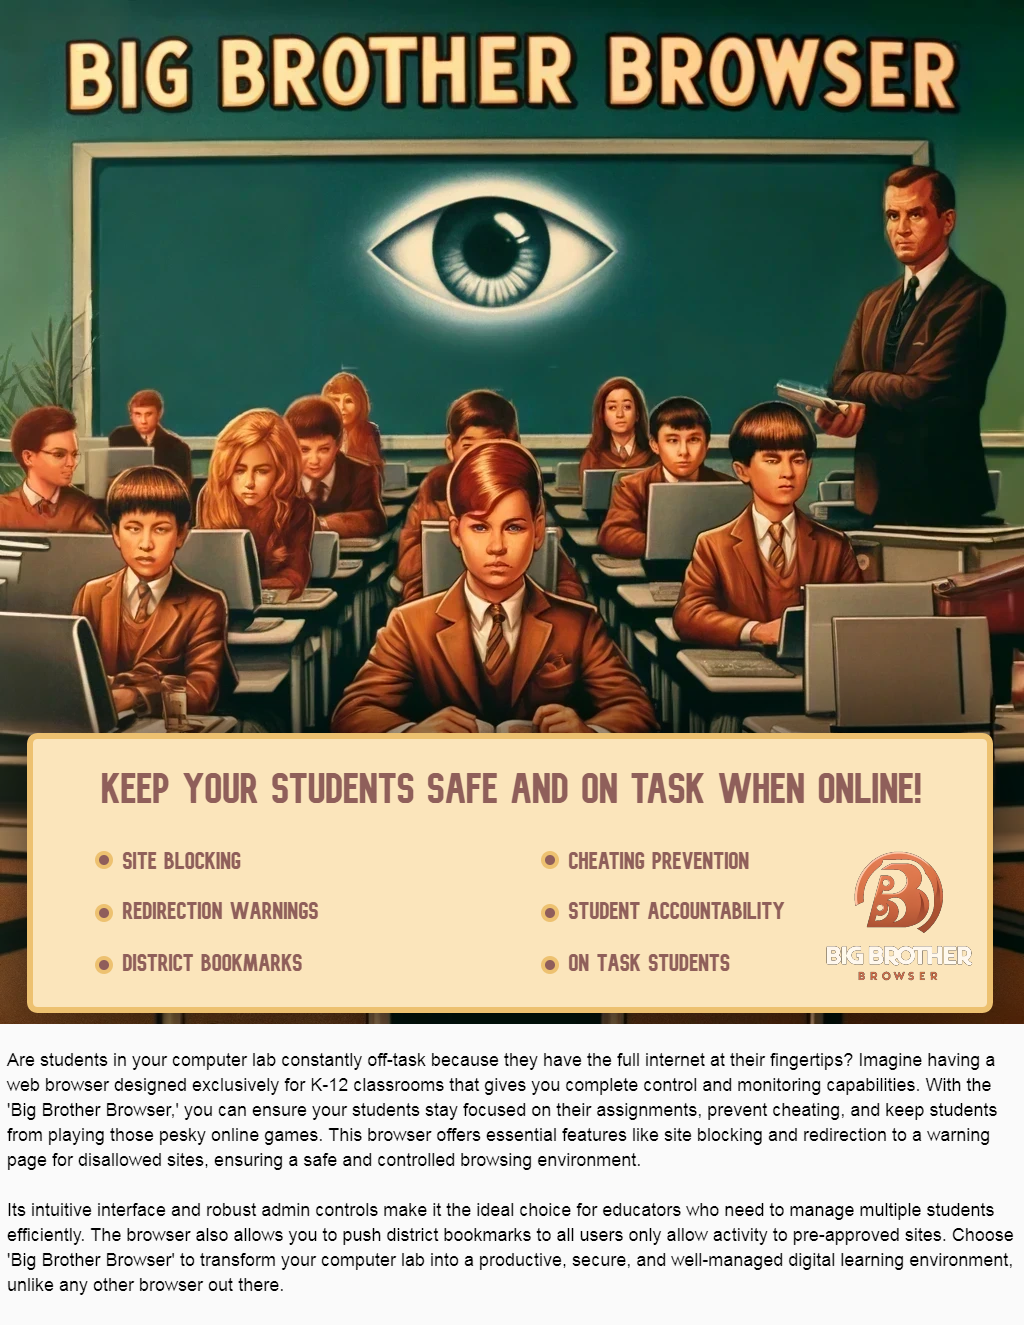 BIG BROTHER BROWSER
KEEP YOUR STUDENTS SAFE AND ON TASK WHEN ONLINE!
SITE BLOCKING
REDIRECTION WARNINGS
DISTRICT BOOKMARKS
CHEATING PREVENTION
STUDENT ACCOUNTABILITY
ON TASK STUDENTS
BIG BROTHER
BROWSER
Are students in your computer lab constantly off-task because they have the full internet at their fingertips? Imagine having a
web browser designed exclusively for K-12 classrooms that gives you complete control and monitoring capabilities. With the
'Big Brother Browser,' you can ensure your students stay focused on their assignments, prevent cheating, and keep students
from playing those pesky online games. This browser offers essential features like site blocking and redirection to a warning
page for disallowed sites, ensuring a safe and controlled browsing environment.
Its intuitive interface and robust admin controls make it the ideal choice for educators who need to manage multiple students
efficiently. The browser also allows you to push district bookmarks to all users only allow activity to pre-approved sites. Choose
'Big Brother Browser' to transform your computer lab into a productive, secure, and well-managed digital learning environment,
unlike any other browser out there.